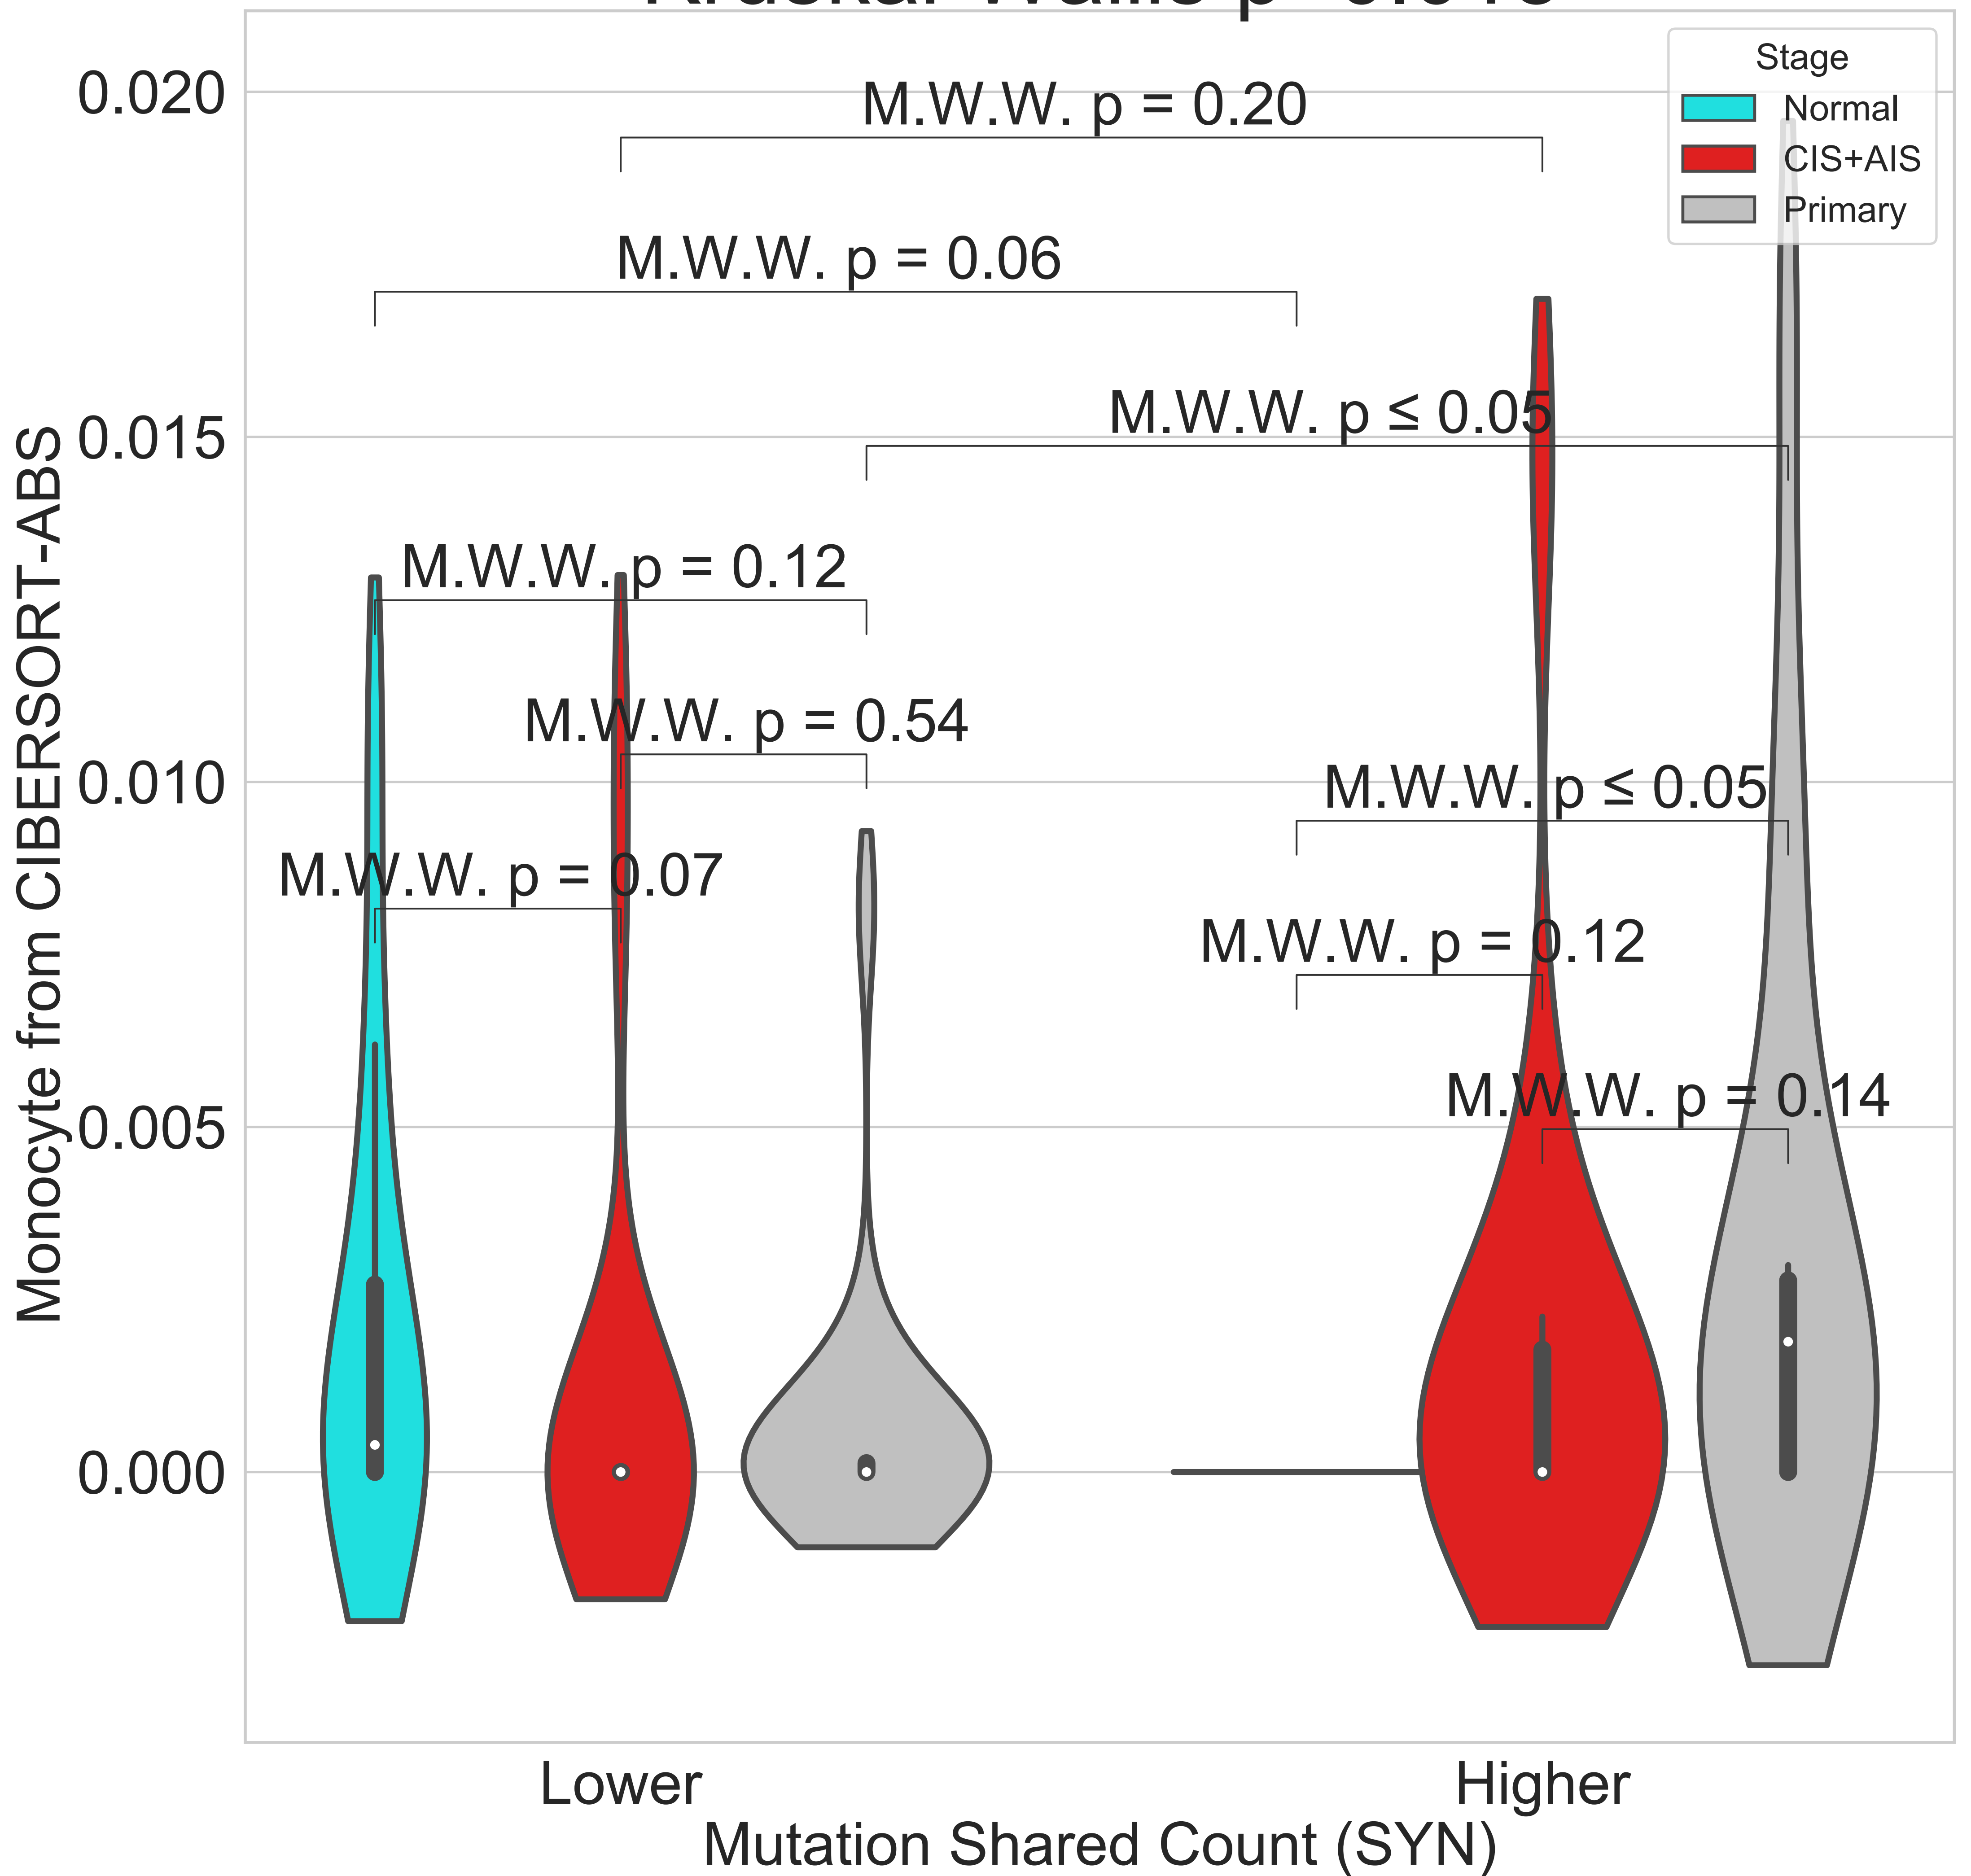 Stage
Normal
CIS+AIS
Primary
0.020
0.015
0.010
0.005
0.000
Monocyte from CIBERSORT-ABS
M.W.W. p = 0.20
M.W.W. p = 0.06
M.W.W. p ≤ 0.05
M.W.W. p = 0.12
M.W.W. p = 0.54
M.W.W. p ≤ 0.05
M.W.W. p = 0.07
M.W.W. p = 0.12
M.W.W. p = 0.14
Lower
Higher
Mutation Shared Count (SYN)